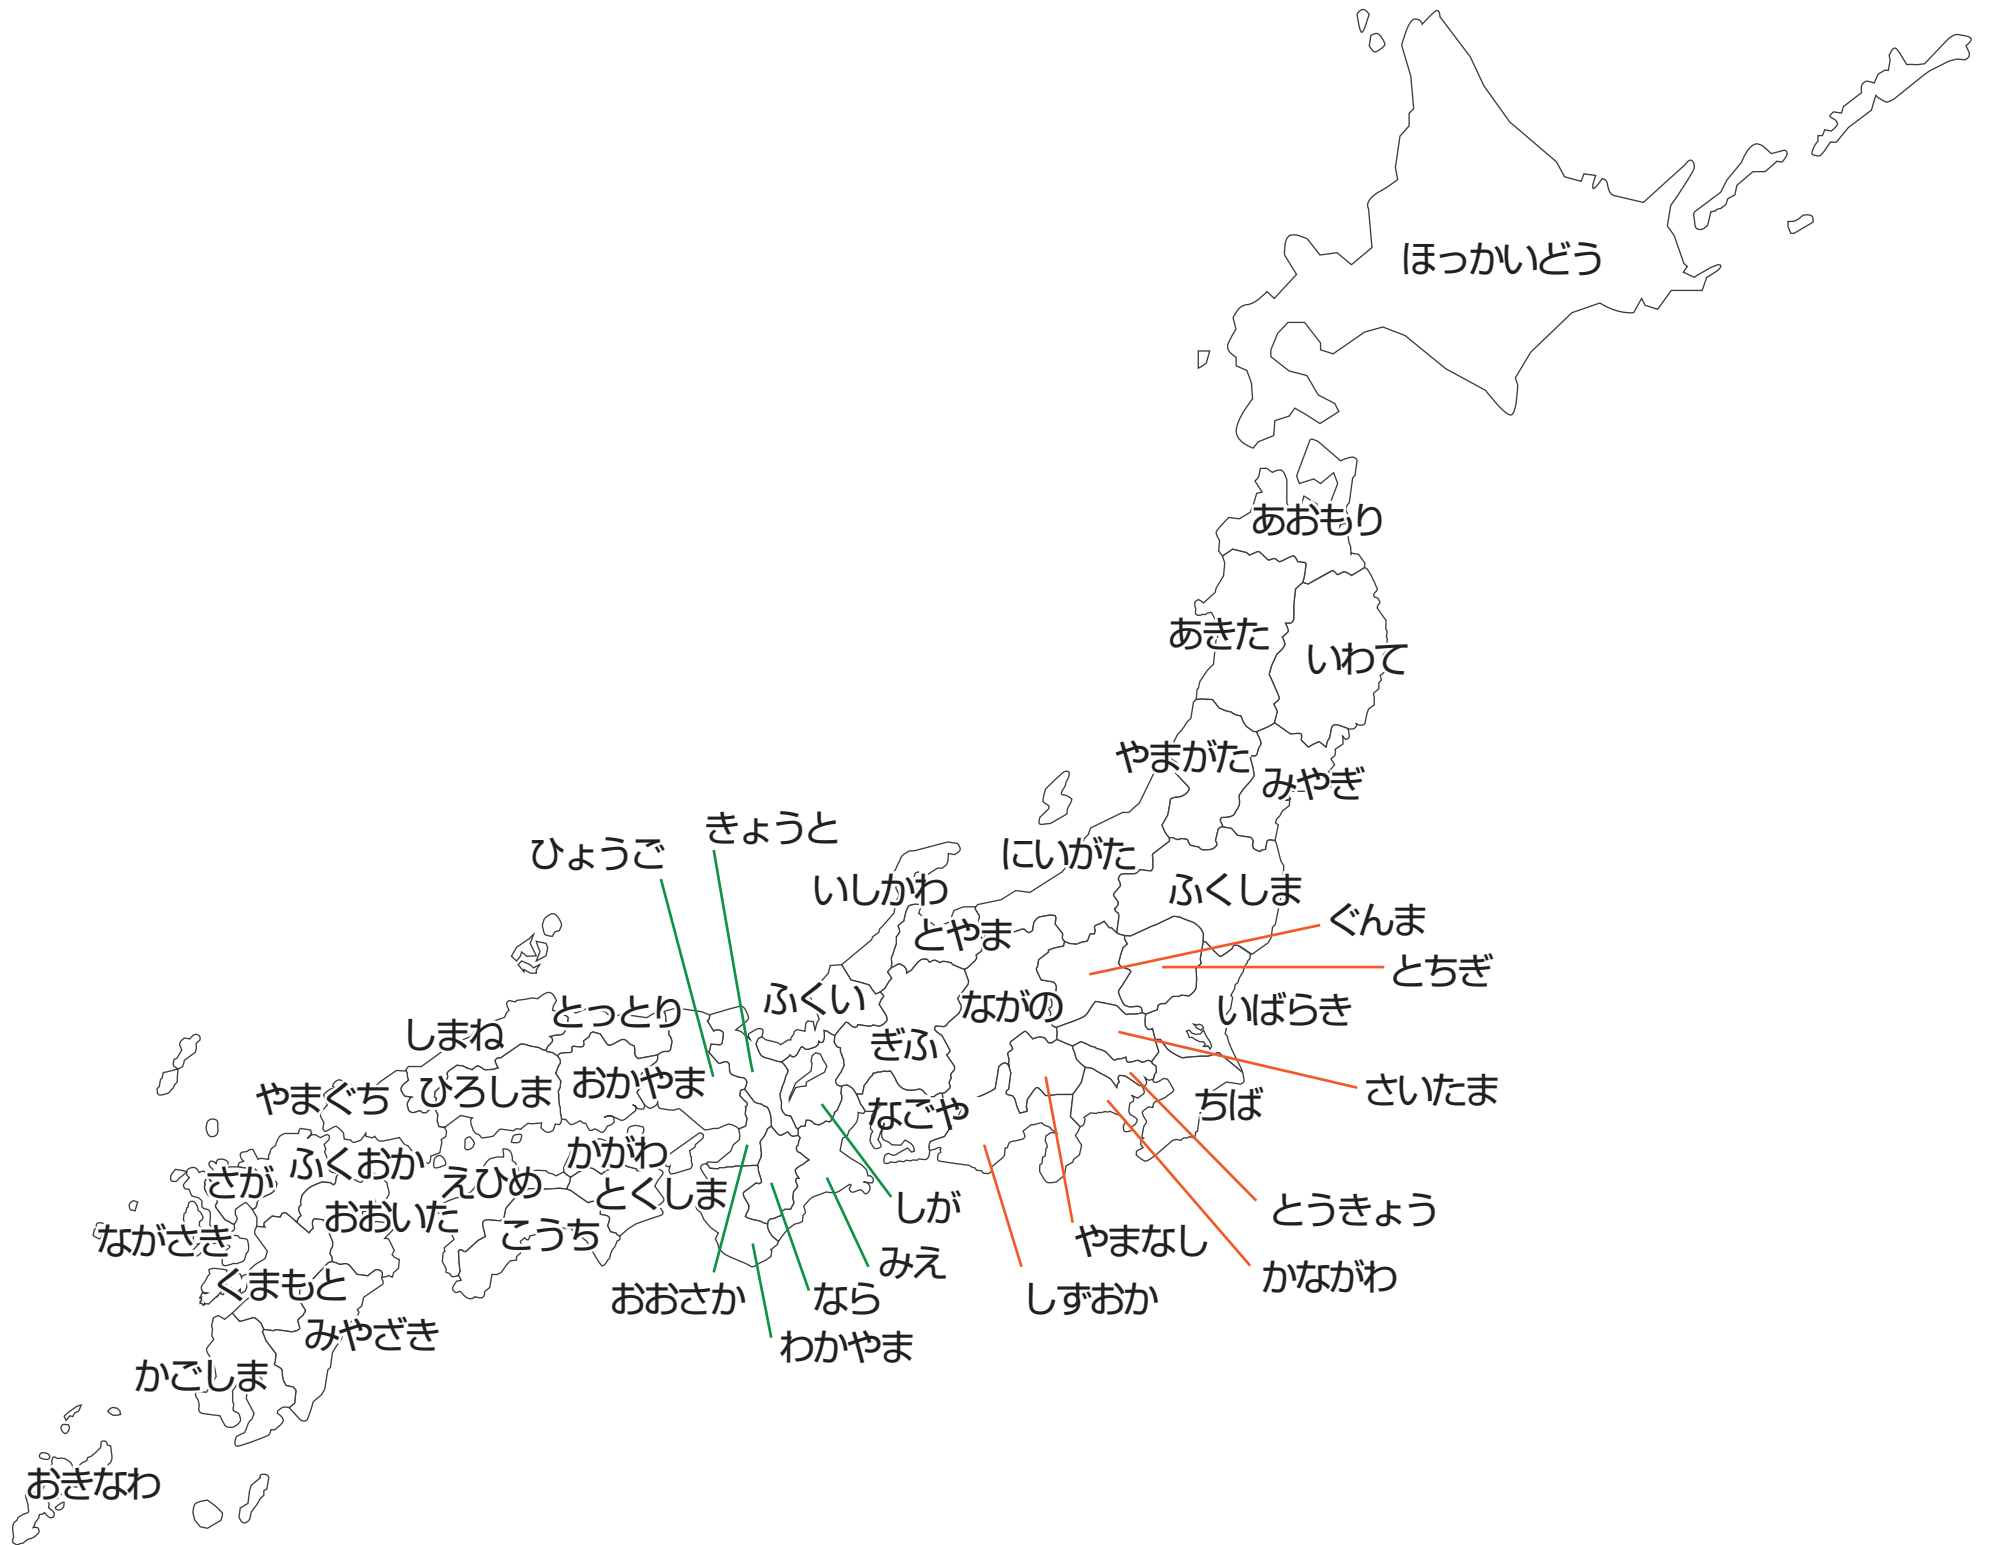 ほっかいどう
あおもり
あきた
いわて
やまがた
みやぎ
にいがた
ふくしま
きょうと
ひょうご
いしかわ
とやま
ぐんま
とちぎ
ふくい
ながの
いばらき
とっとり
しまね
ぎふ
おかやま
ひろしま
やまぐち
なごや
さいたま
ちば
かがわ
ふくおか
さが
えひめ
とくしま
しが
とうきょう
おおいた
こうち
ながさき
やまなし
みえ
かながわ
くまもと
おおさか
なら
しずおか
みやざき
わかやま
かごしま
おきなわ